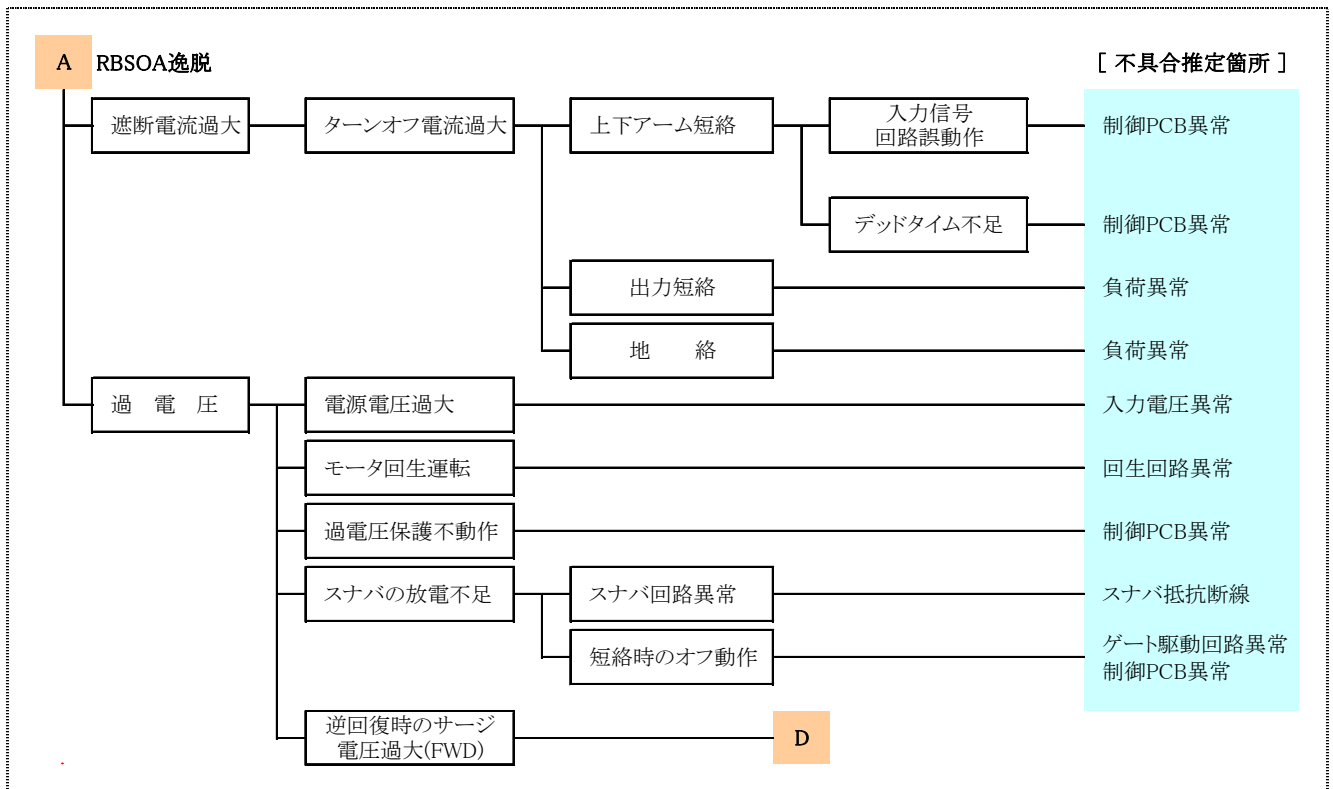 A RBSOA逸脱
[ 不具合推定箇所 ]
遮断電流過大
ターンオフ電流過大
上下アーム短絡
入力信号
回路誤動作
制御PCB異常
デッドタイム不足
制御PCB異常
出力短絡
負荷異常
地　　絡
負荷異常
過　電　圧
電源電圧過大
入力電圧異常
モータ回生運転
回生回路異常
過電圧保護不動作
制御PCB異常
スナバの放電不足
スナバ回路異常
スナバ抵抗断線
短絡時のオフ動作
ゲート駆動回路異常
制御PCB異常
逆回復時のサージ
電圧過大(FWD)
D